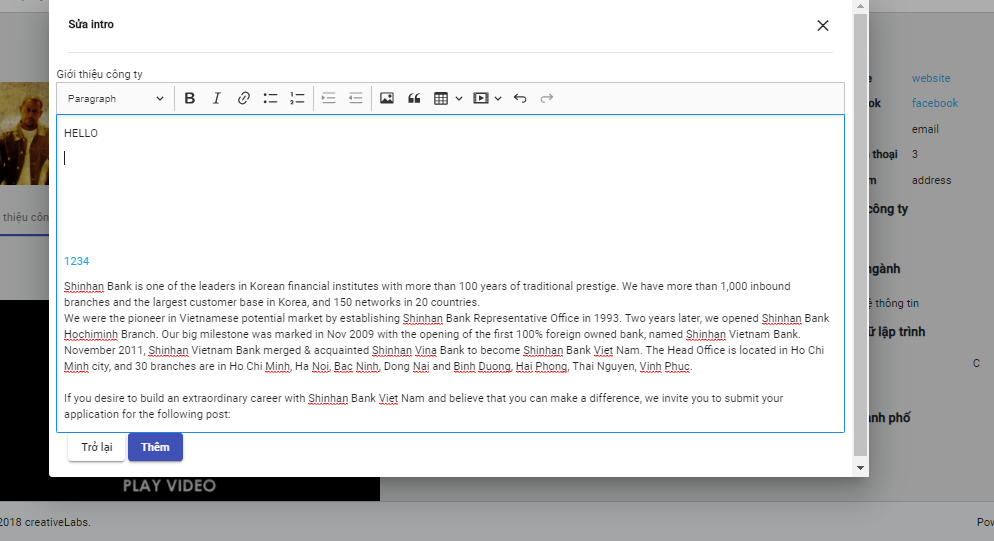 Sửa intro
Giới thiệu công ty
Paragraph
HELLO
1234
Shinhan Bank is one of the leaders in Korean financial institutes with more than 100 years of traditional prestige. We have more than 1,000 inbound
branches and the largest customer base in Korea, and 150 networks in 20 countries.
We were the pioneer in Vietnamese potential market by establishing Shinhan Bank Representative Office in 1993. Two years later, we opened Shinhan Bank
Hochiminh Branch. Our big milestone was marked in Nov 2009 with the opening of the first 100% foreign owned bank, named Shinhan Vietnam Bank.
November 2011, Shinhan Vietnam Bank merged & acquainted Shinhan Vina Bank to become Shinhan Bank Viet Nam. The Head Office is located in Ho Chi
Minh city, and 30 branches are in Ho Chi Minh, Ha Noi, Bac Ninh, Dong Nai and Binh Duong, Hai Phong, Thai Nguyen, Vinh Phuc.
If you desire to build an extraordinary career with Shinhan Bank Việt Nam and believe that you can make a difference, we invite you to submit your
application for the following post:
Trở lại
Thêm
website
ok facebook
email
thoại 3
m address
công ty
ngành
ề thông tin
ữ lập trình
C
nh phố
thiệu côn
PLAY VIDEO
2018 creativeLabs.
Pow